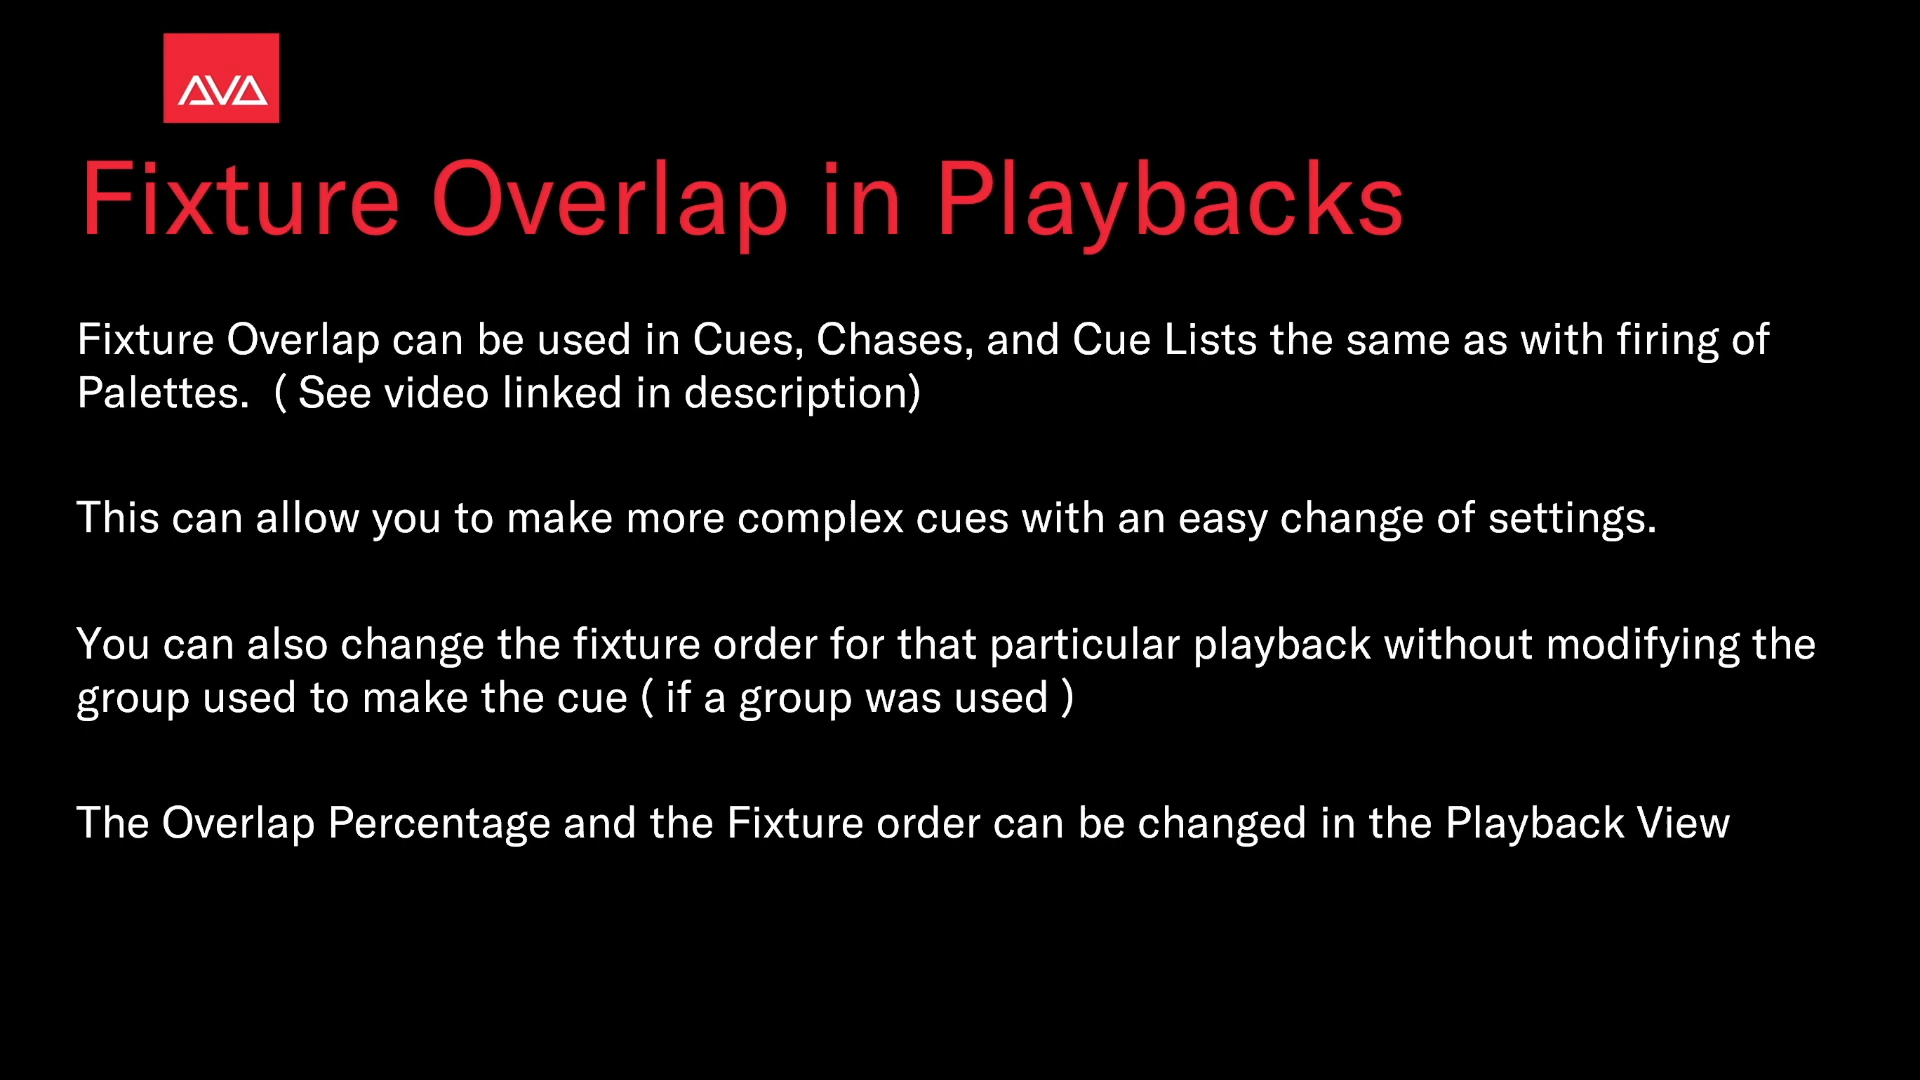 AVA
Fixture Overlap in Playbacks
Fixture Overlap can be used in Cues, Chases, and Cue Lists the same as with firing of
Palettes.  ( See video linked in description)
This can allow you to make more complex cues with an easy change of settings.
You can also change the fixture order for that particular playback without modifying the
group used to make the cue ( if a group was used )
The Overlap Percentage and the Fixture order can be changed in the Playback View